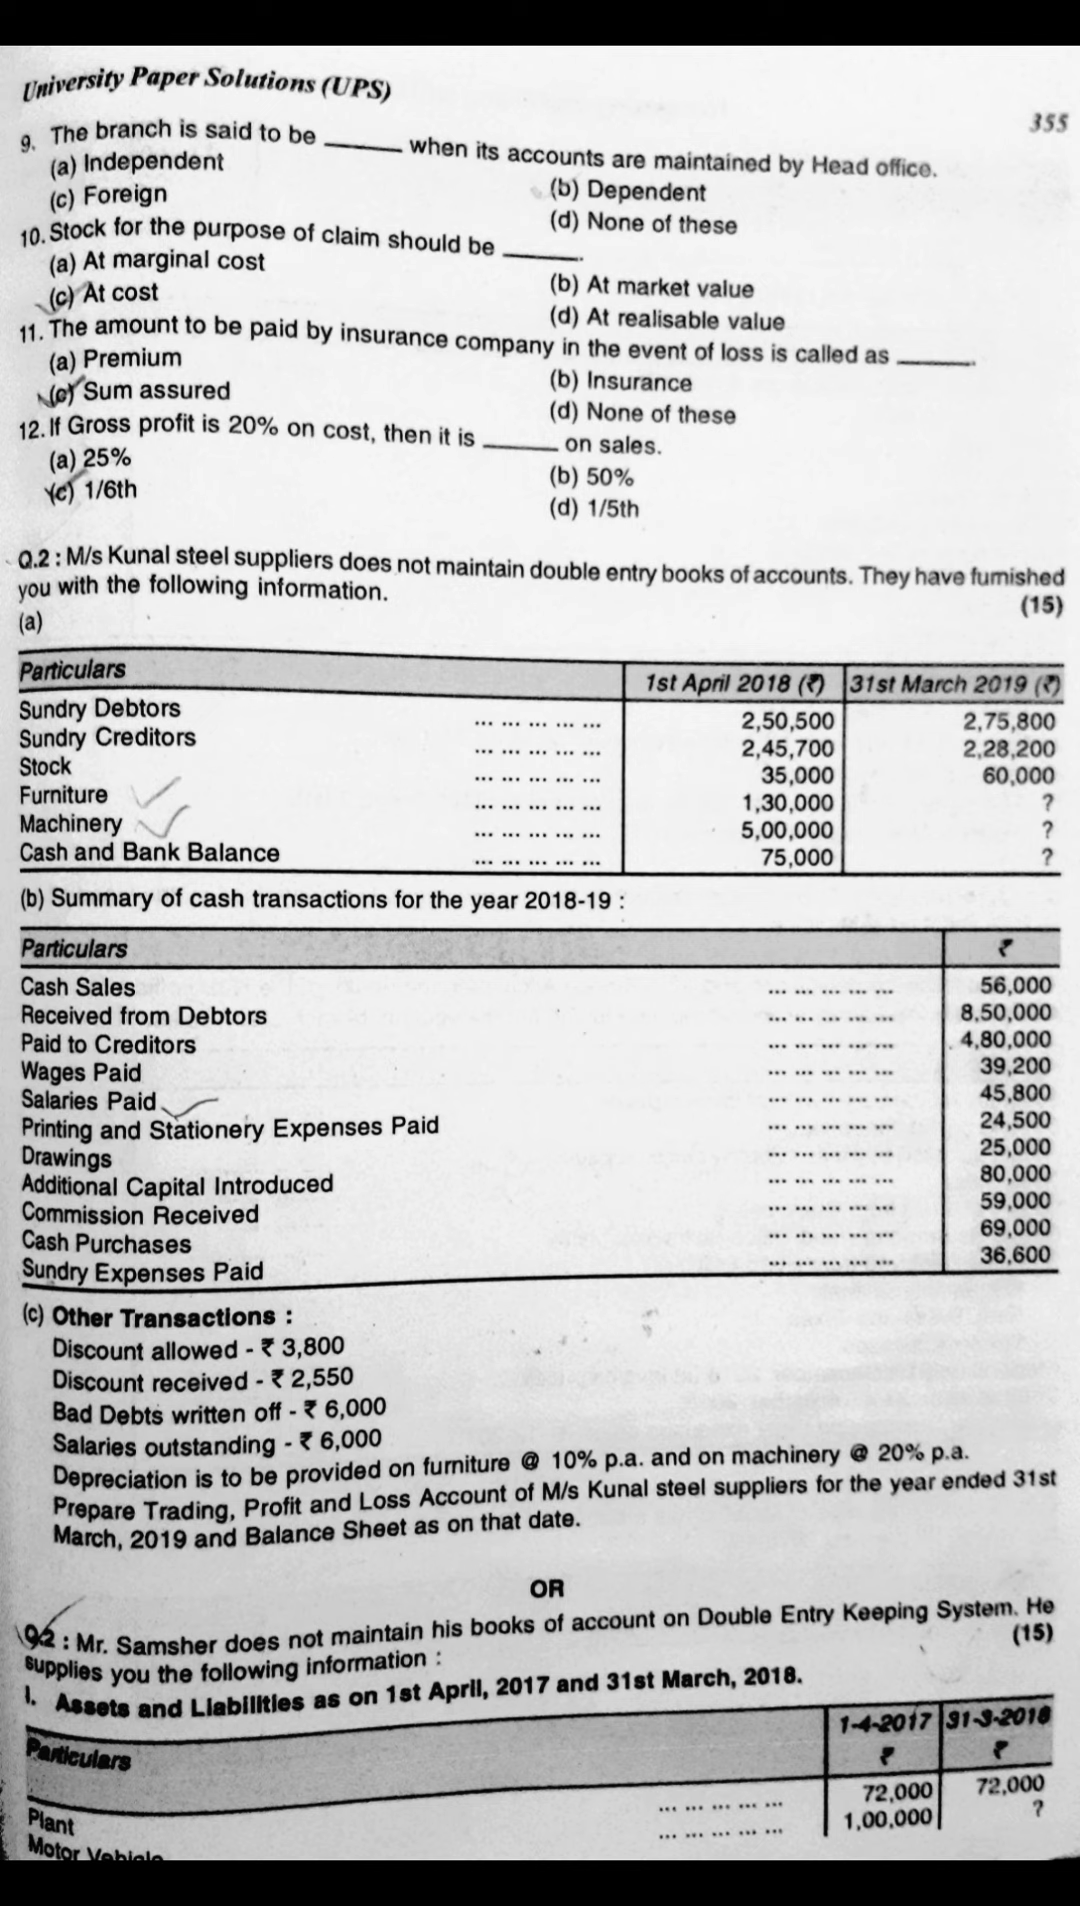 University Paper Solutions (UPS)
355
9. The branch is said to be ______ when its accounts are maintained by Head office.
(a) Independent (b) Dependent
(c) Foreign (d) None of these
10. Stock for the purpose of claim should be ______.
(a) At marginal cost (b) At market value
(c) At cost (d) At realisable value
11. The amount to be paid by insurance company in the event of loss is called as ______.
(a) Premium (b) Insurance
(c) Sum assured (d) None of these
12. If Gross profit is 20% on cost, then it is ______ on sales.
(a) 25% (b) 50%
(c) 1/6th (d) 1/5th
Q.2 : M/s Kunal steel suppliers does not maintain double entry books of accounts. They have furnished
you with the following information. (15)
(a)
Particulars 1st April 2018 (₹) 31st March 2019 (₹)
Sundry Debtors ... ... ... ... ... 2,50,500 2,75,800
Sundry Creditors ... ... ... ... ... 2,45,700 2,28,200
Stock ... ... ... ... ... 35,000 60,000
Furniture ... ... ... ... ... 1,30,000 ?
Machinery ... ... ... ... ... 5,00,000 ?
Cash and Bank Balance ... ... ... ... ... 75,000 ?
(b) Summary of cash transactions for the year 2018-19 :
Particulars ₹
Cash Sales ... ... ... ... ... 56,000
Received from Debtors ... ... ... ... ... 8,50,000
Paid to Creditors ... ... ... ... ... 4,80,000
Wages Paid ... ... ... ... ... 39,200
Salaries Paid ... ... ... ... ... 45,800
Printing and Stationery Expenses Paid ... ... ... ... ... 24,500
Drawings ... ... ... ... ... 25,000
Additional Capital Introduced ... ... ... ... ... 80,000
Commission Received ... ... ... ... ... 59,000
Cash Purchases ... ... ... ... ... 69,000
Sundry Expenses Paid ... ... ... ... ... 36,600
(c) Other Transactions :
Discount allowed - ₹ 3,800
Discount received - ₹ 2,550
Bad Debts written off - ₹ 6,000
Salaries outstanding - ₹ 6,000
Depreciation is to be provided on furniture @ 10% p.a. and on machinery @ 20% p.a.
Prepare Trading, Profit and Loss Account of M/s Kunal steel suppliers for the year ended 31st
March, 2019 and Balance Sheet as on that date.
OR
Q.2 : Mr. Samsher does not maintain his books of account on Double Entry Keeping System. He
supplies you the following information : (15)
I. Assets and Liabilities as on 1st April, 2017 and 31st March, 2018.
Particulars 1-4-2017 31-3-2018
₹ ₹
Plant ... ... ... ... ... 72,000 72,000
Motor Vehicle ... ... ... ... ... 1,00,000 ?